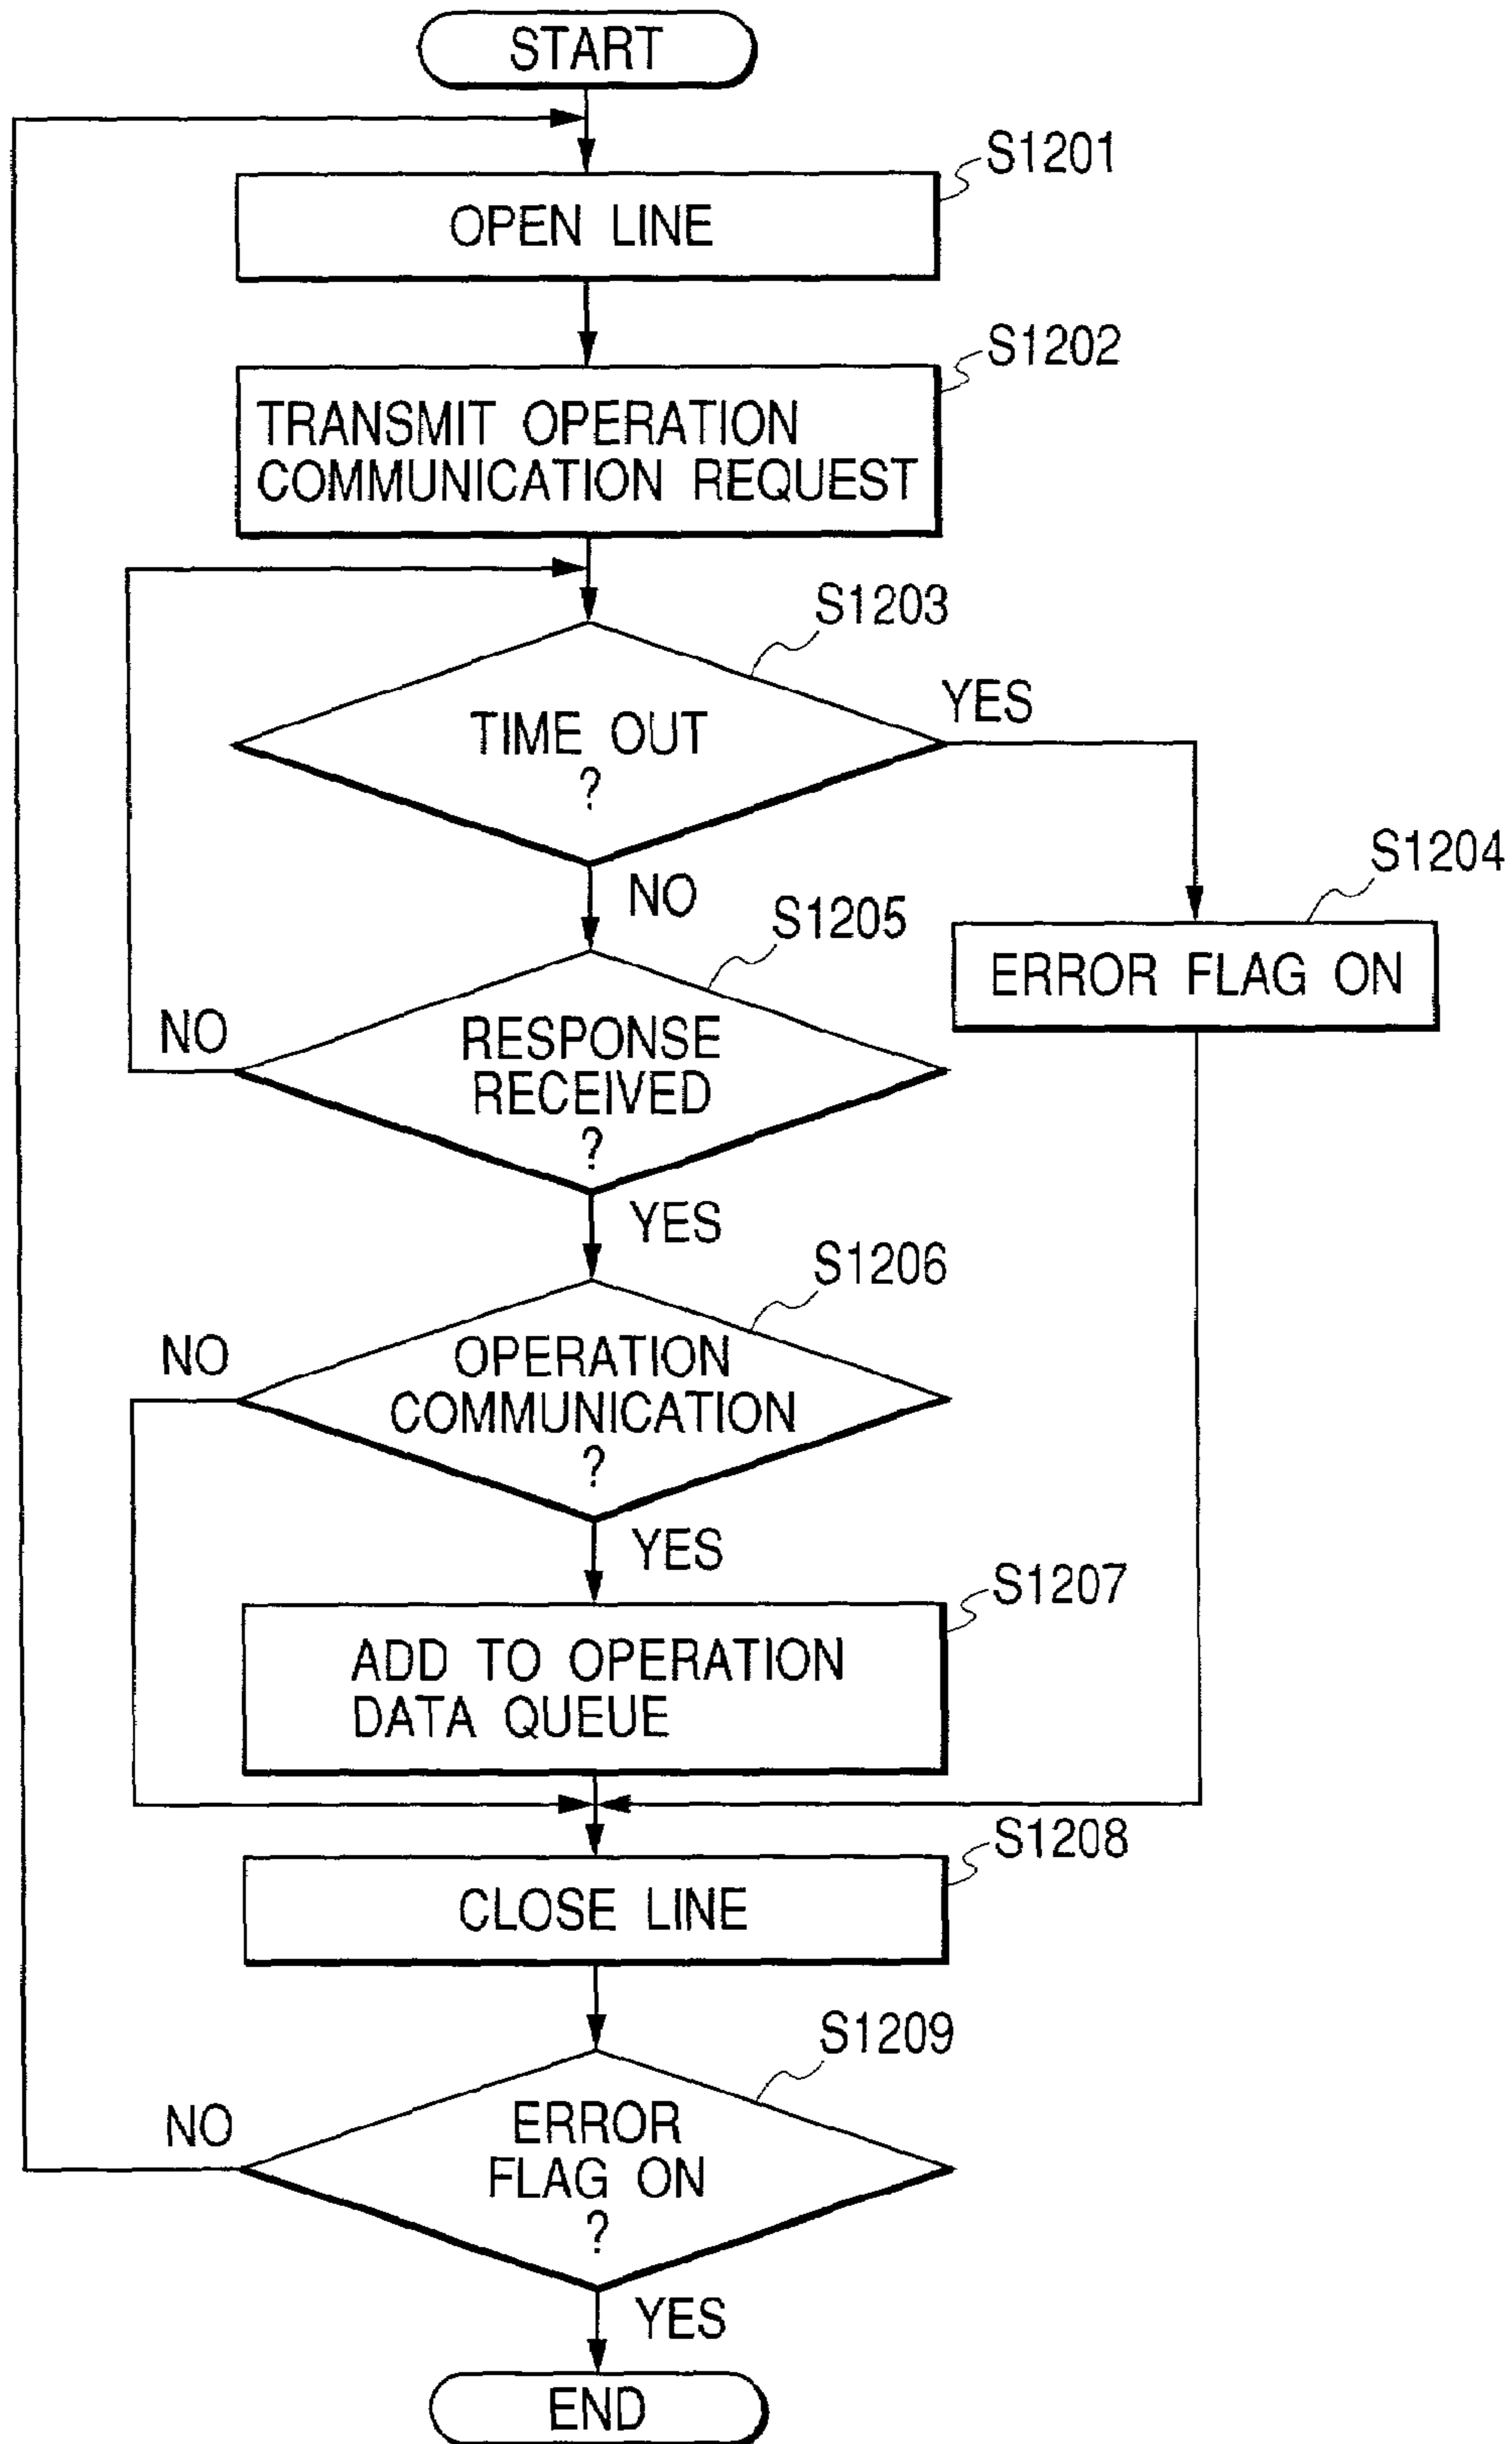 START
S1201
OPEN LINE
S1202
TRANSMIT OPERATION
COMMUNICATION REQUEST
S1203
TIME OUT
?
YES
NO
S1204
ERROR FLAG ON
S1205
RESPONSE
RECEIVED
?
NO
YES
S1206
OPERATION
COMMUNICATION
?
NO
YES
S1207
ADD TO OPERATION
DATA QUEUE
S1208
CLOSE LINE
S1209
ERROR
FLAG ON
?
NO
YES
END